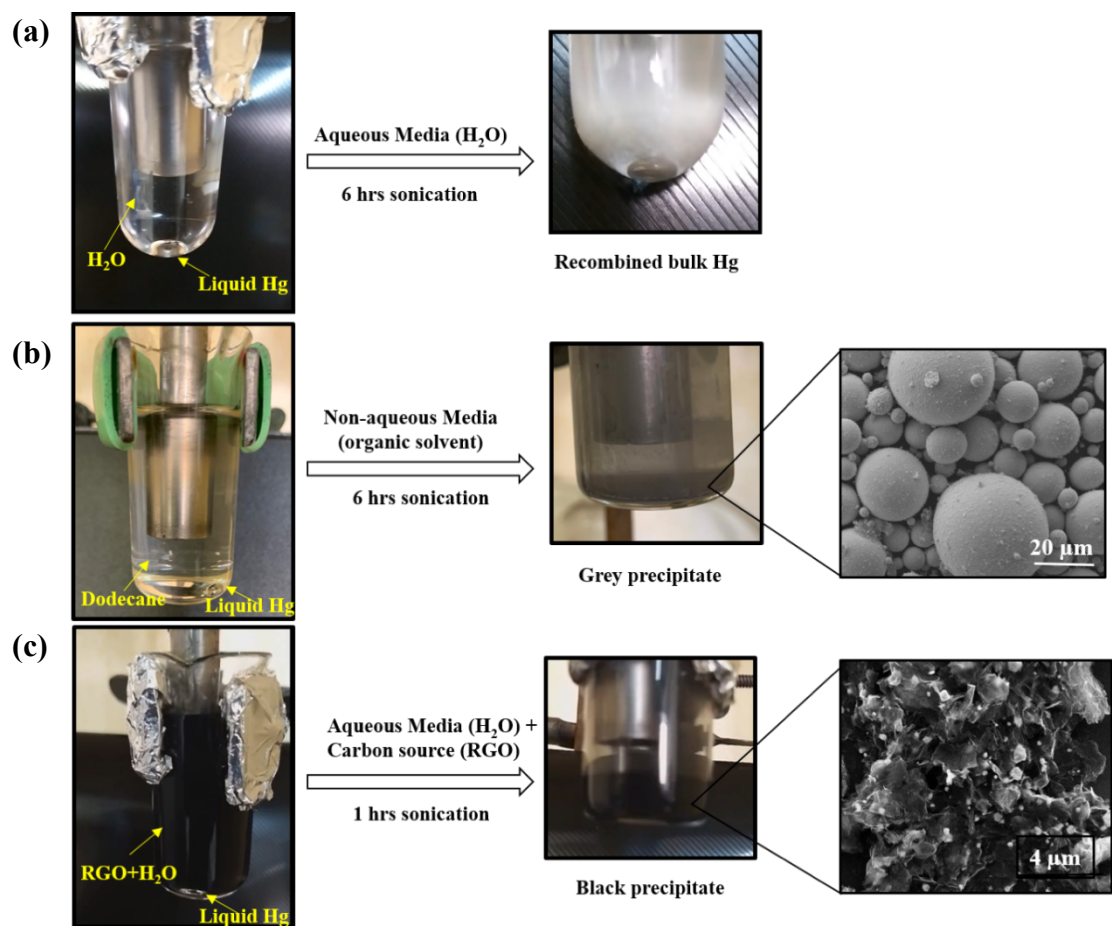 (a)
H₂O
Liquid Hg
Aqueous Media (H₂O)
6 hrs sonication
Recombined bulk Hg
(b)
Dodecane
Liquid Hg
Non-aqueous Media
(organic solvent)
6 hrs sonication
Grey precipitate
20 µm
(c)
RGO+H₂O
Liquid Hg
Aqueous Media (H₂O) +
Carbon source (RGO)
1 hrs sonication
Black precipitate
4 µm